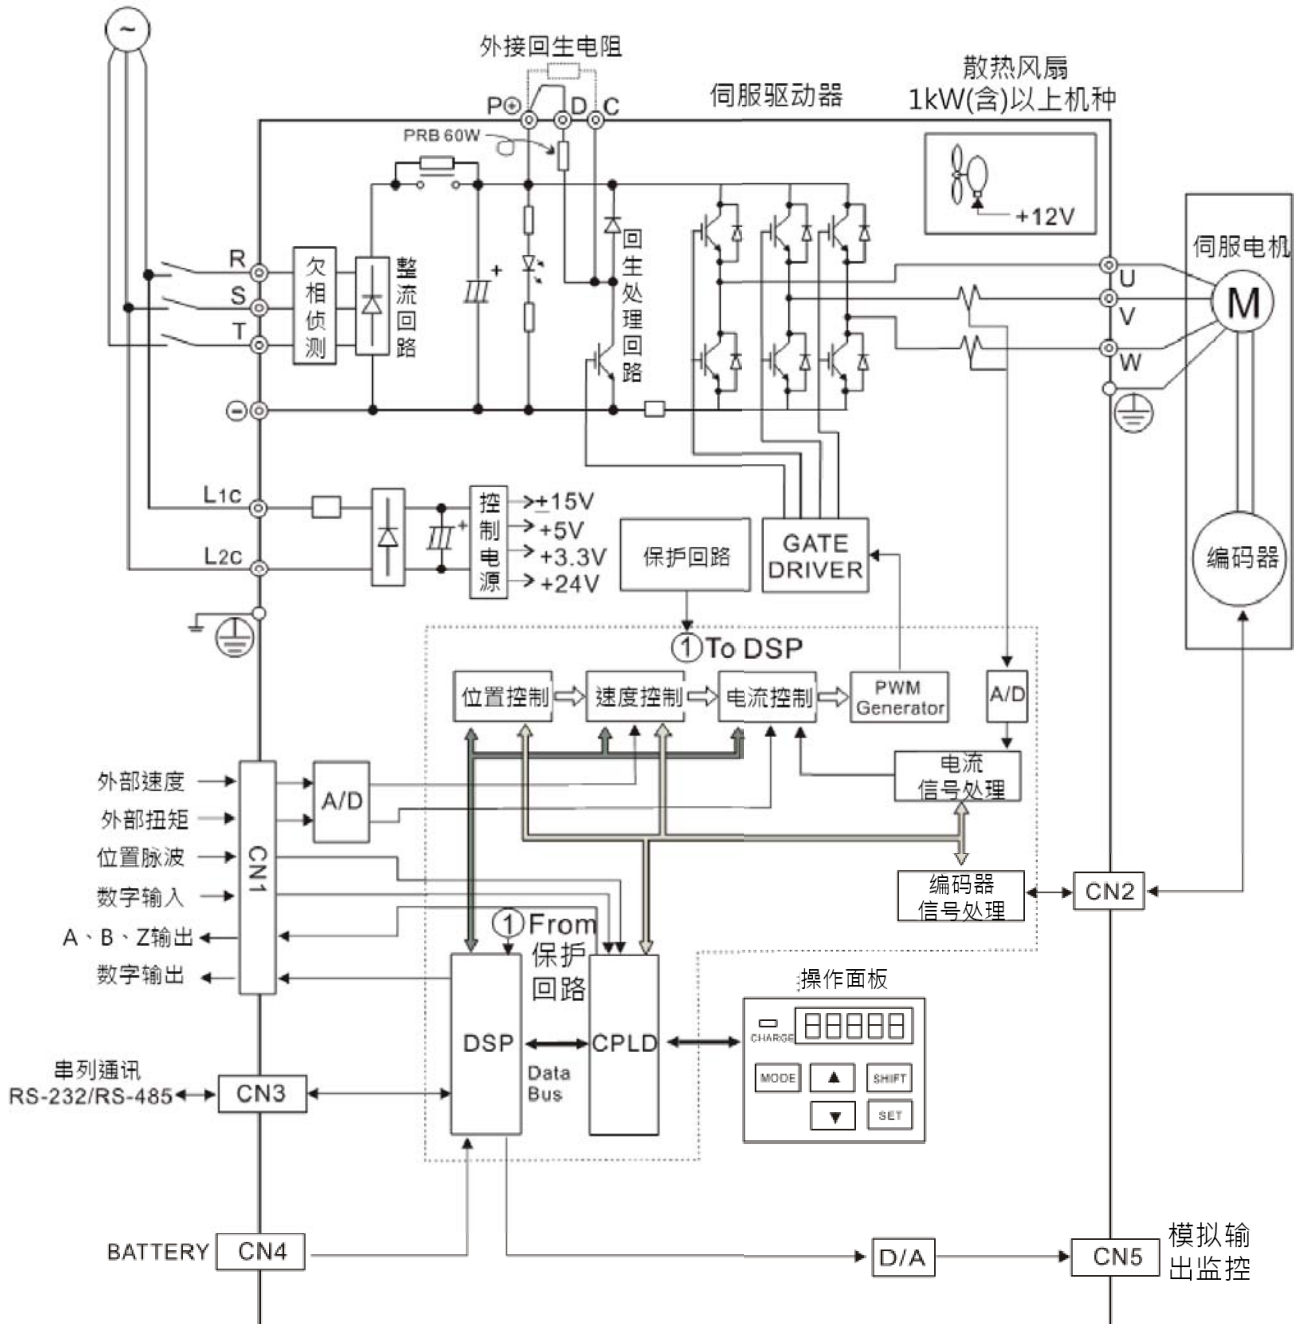 ~
外接回生电阻
散热风扇
1kW(含)以上机种
伺服驱动器
P⊕ D C
PRB 60W
+12V
伺服电机
R
S
T
欠相侦测
整流回路
+
回生处理回路
U
V
W
M
⊖
L1C
L2C
+
控制电源
±15V
+5V
+3.3V
+24V
保护回路
GATE
DRIVER
编码器
① To DSP
位置控制
速度控制
电流控制
PWM
Generator
A/D
电流
信号处理
外部速度
外部扭矩
位置脉波
数字输入
A、B、Z输出
数字输出
CN1
A/D
编码器
信号处理
CN2
① From
保护
回路
DSP
CPLD
Data
Bus
操作面板
CHARGE
88888
MODE
▲
SHIFT
▼
SET
串列通讯
RS-232/RS-485
CN3
BATTERY
CN4
D/A
CN5
模拟输
出监控